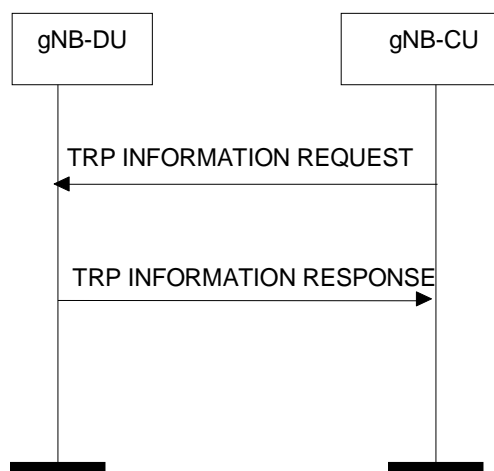 gNB-DU
gNB-CU
TRP INFORMATION REQUEST
TRP INFORMATION RESPONSE